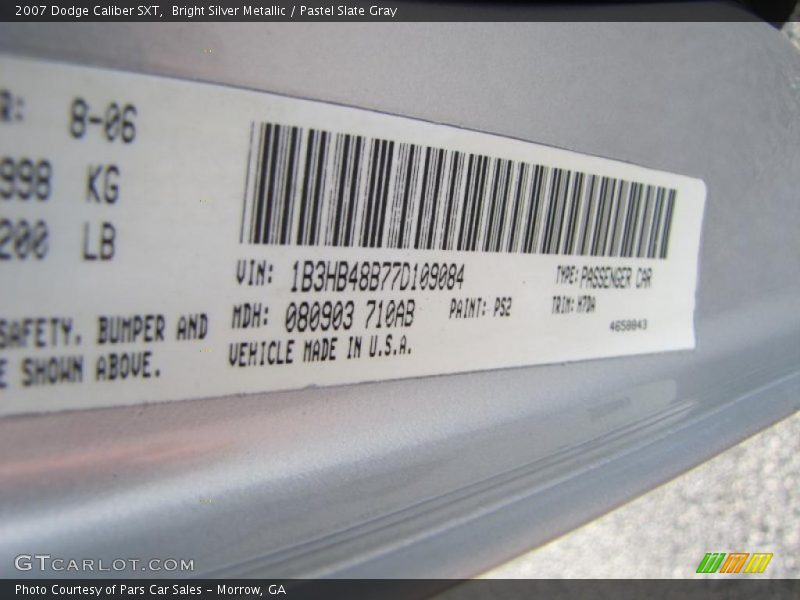 2007 Dodge Caliber SXT, Bright Silver Metallic / Pastel Slate Gray
R: 8-06
998 KG
200 LB
SAFETY, BUMPER AND
E SHOWN ABOVE.
VIN: 1B3HB48B77D109084
TYPE: PASSENGER CAR
MDH: 080903 710AB
PAINT: PS2
TRIM: M7DA
VEHICLE MADE IN U.S.A.
4658843
GTCARLOT.COM
Photo Courtesy of Pars Car Sales - Morrow, GA